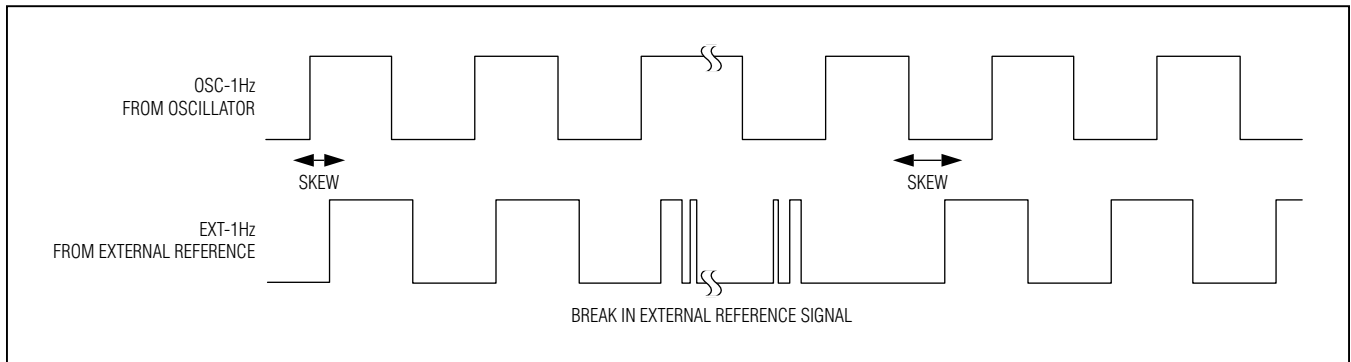 OSC-1Hz
FROM OSCILLATOR
SKEW
SKEW
EXT-1Hz
FROM EXTERNAL REFERENCE
BREAK IN EXTERNAL REFERENCE SIGNAL